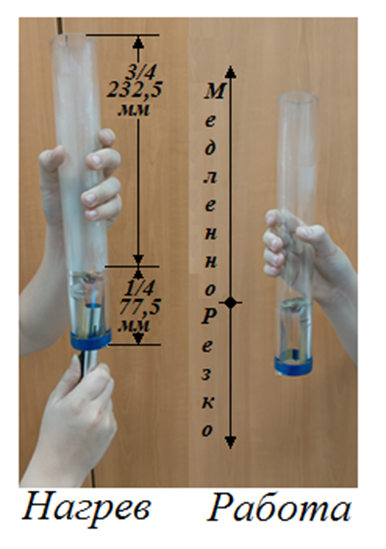 3/4
232,5
мм
1/4
77,5
мм
Медленно
Резко
Нагрев
Работа